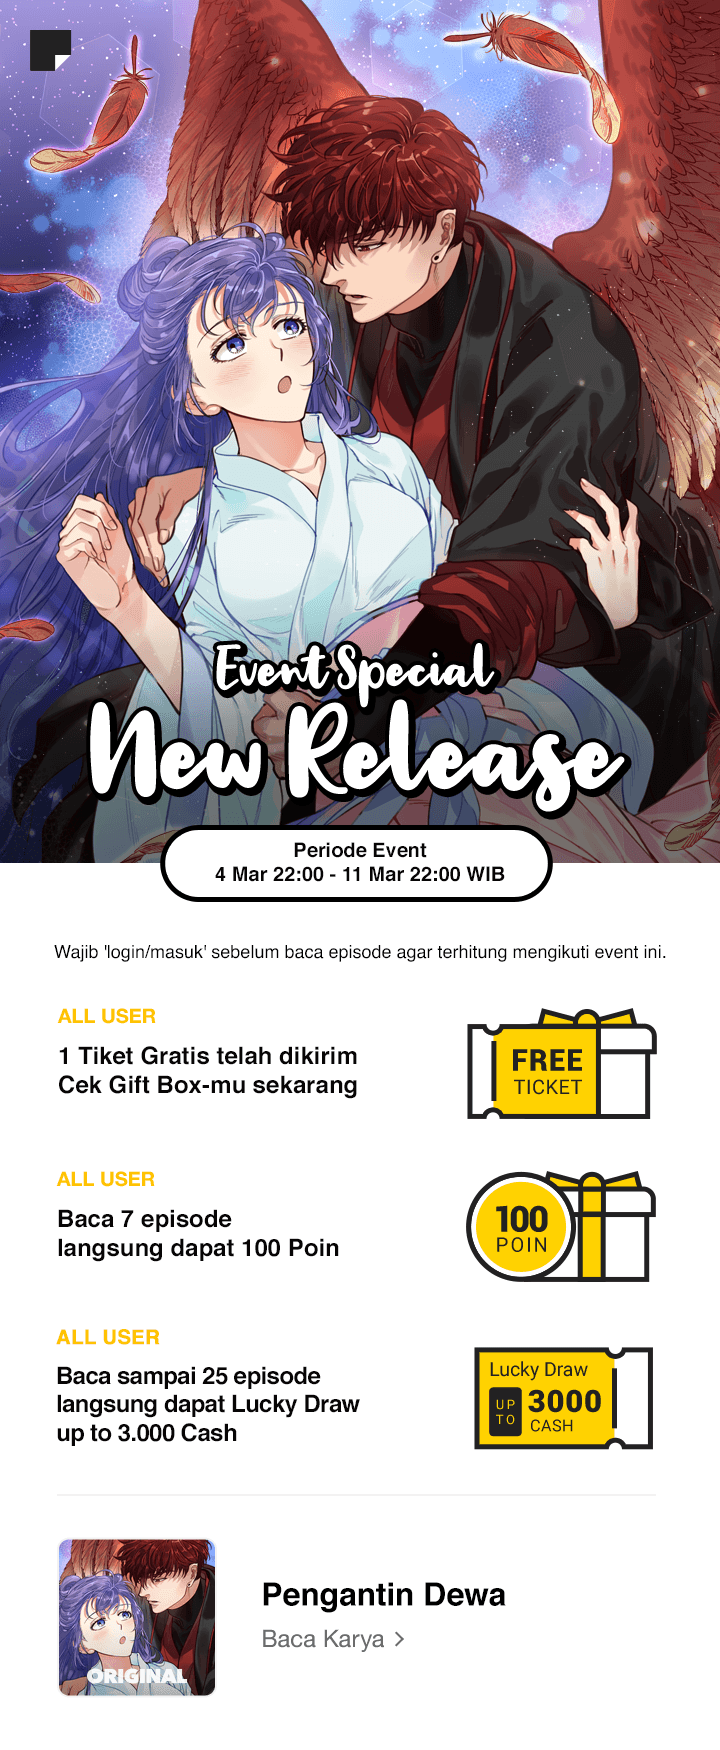 Event Special
New Release
Periode Event
4 Mar 22:00 - 11 Mar 22:00 WIB
Wajib 'login/masuk' sebelum baca episode agar terhitung mengikuti event ini.
ALL USER
1 Tiket Gratis telah dikirim
Cek Gift Box-mu sekarang
FREE
TICKET
ALL USER
Baca 7 episode
langsung dapat 100 Poin
100
POIN
ALL USER
Baca sampai 25 episode
langsung dapat Lucky Draw
up to 3.000 Cash
Lucky Draw
UP TO
3000
CASH
ORIGINAL
Pengantin Dewa
Baca Karya >